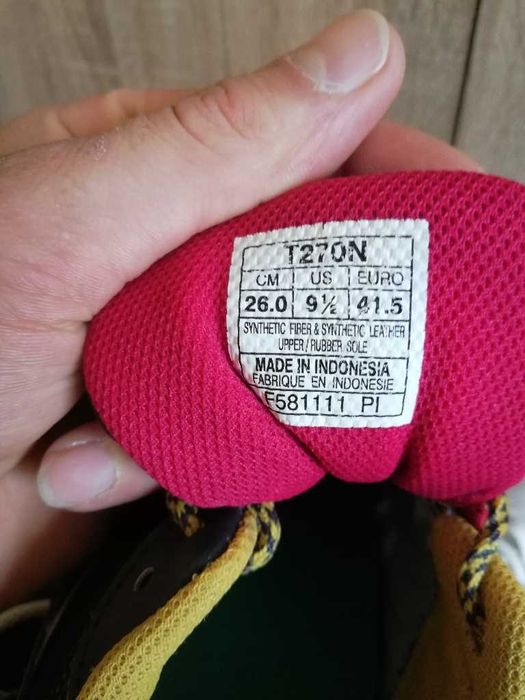 T270N
CM US EURO
26.0 9½ 41.5
SYNTHETIC FIBER & SYNTHETIC LEATHER
UPPER / RUBBER SOLE
MADE IN INDONESIA
FABRIQUE EN INDONESIE
F581111 PI